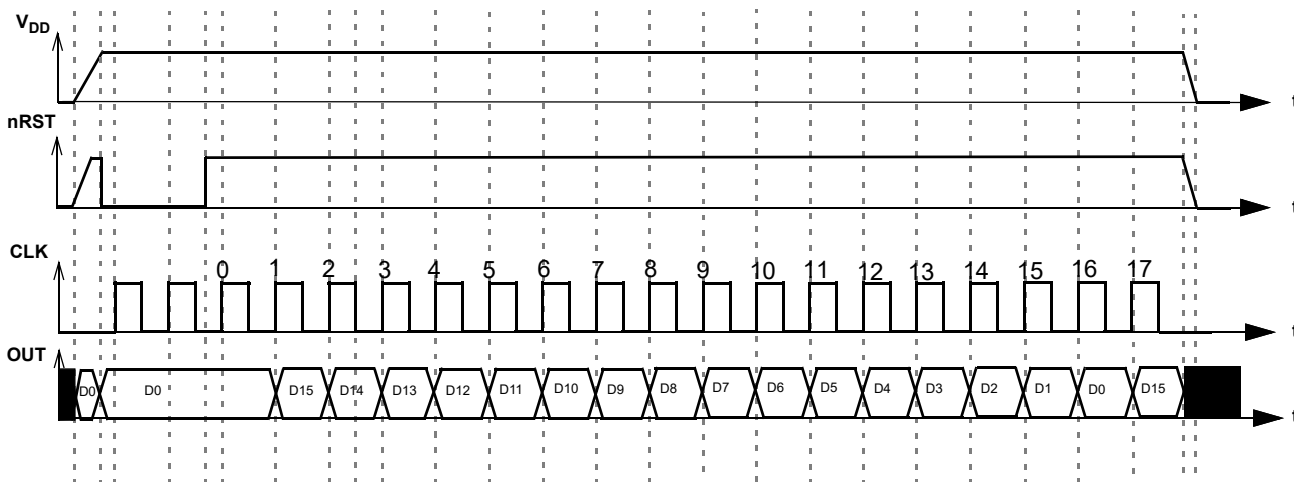 VDD
t
nRST
t
CLK
0 1 2 3 4 5 6 7 8 9 10 11 12 13 14 15 16 17
t
OUT
D0 D0 D15 D14 D13 D12 D11 D10 D9 D8 D7 D6 D5 D4 D3 D2 D1 D0 D15
t